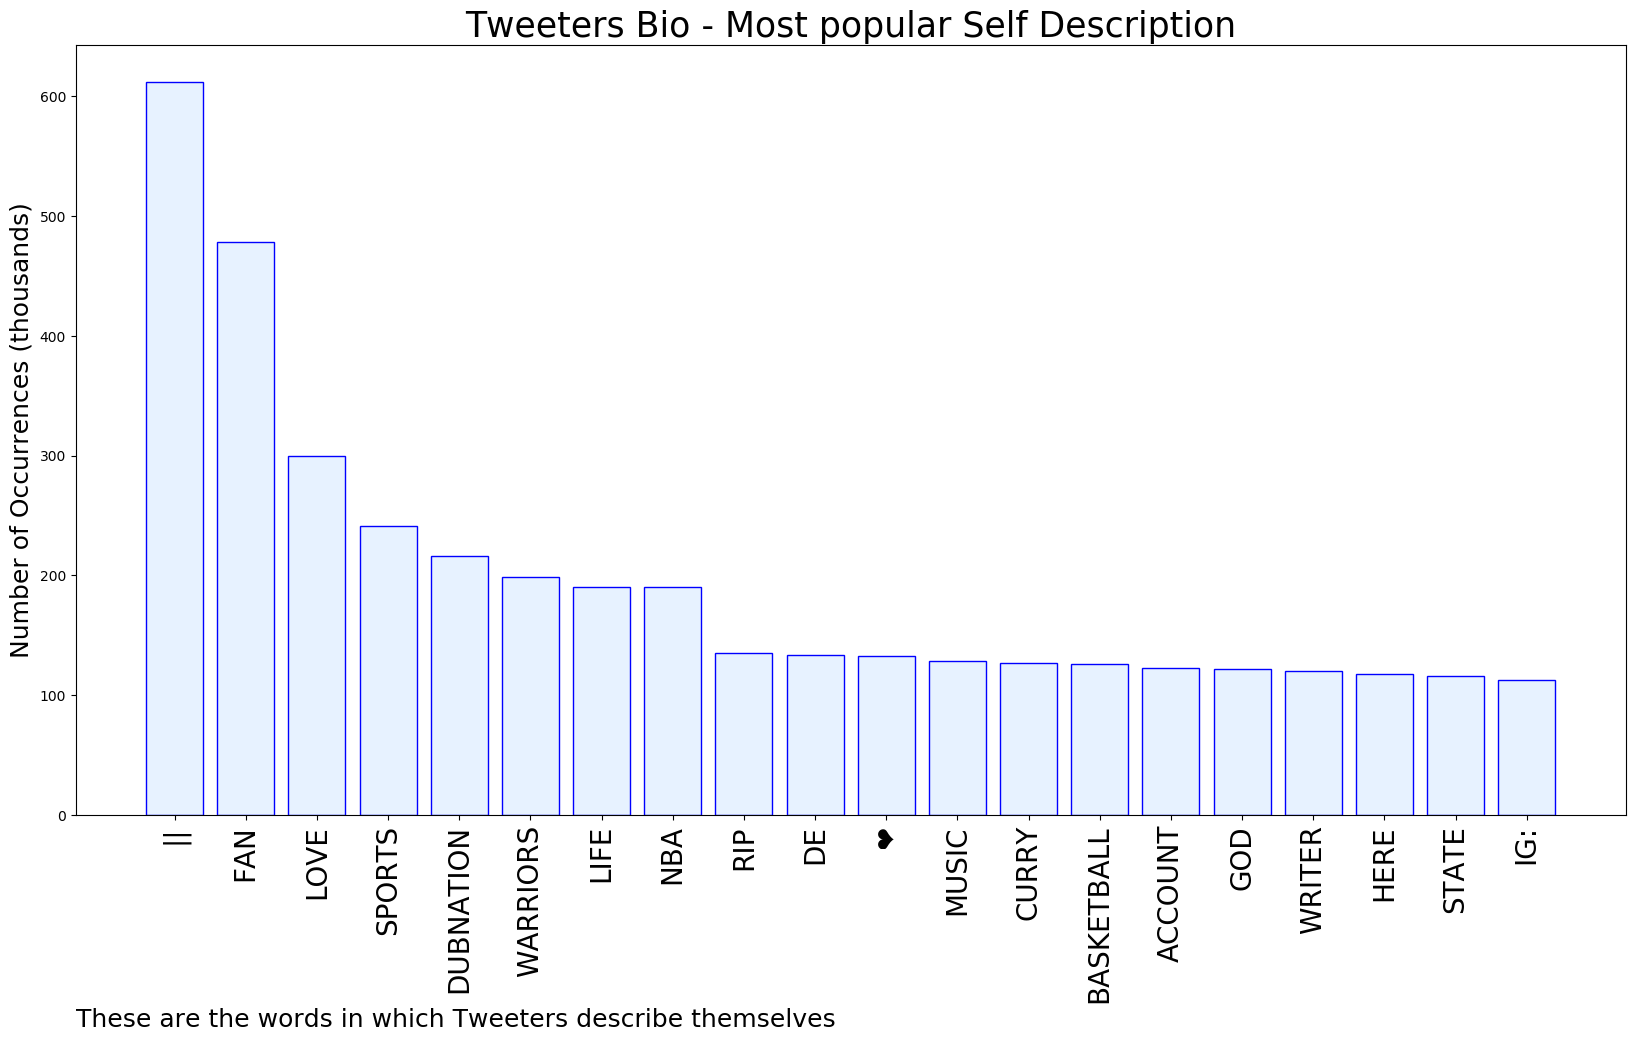 Tweeters Bio - Most popular Self Description
Number of Occurrences (thousands)
600
500
400
300
200
100
0
||
FAN
LOVE
SPORTS
DUBNATION
WARRIORS
LIFE
NBA
RIP
DE
❤
MUSIC
CURRY
BASKETBALL
ACCOUNT
GOD
WRITER
HERE
STATE
IG:
These are the words in which Tweeters describe themselves